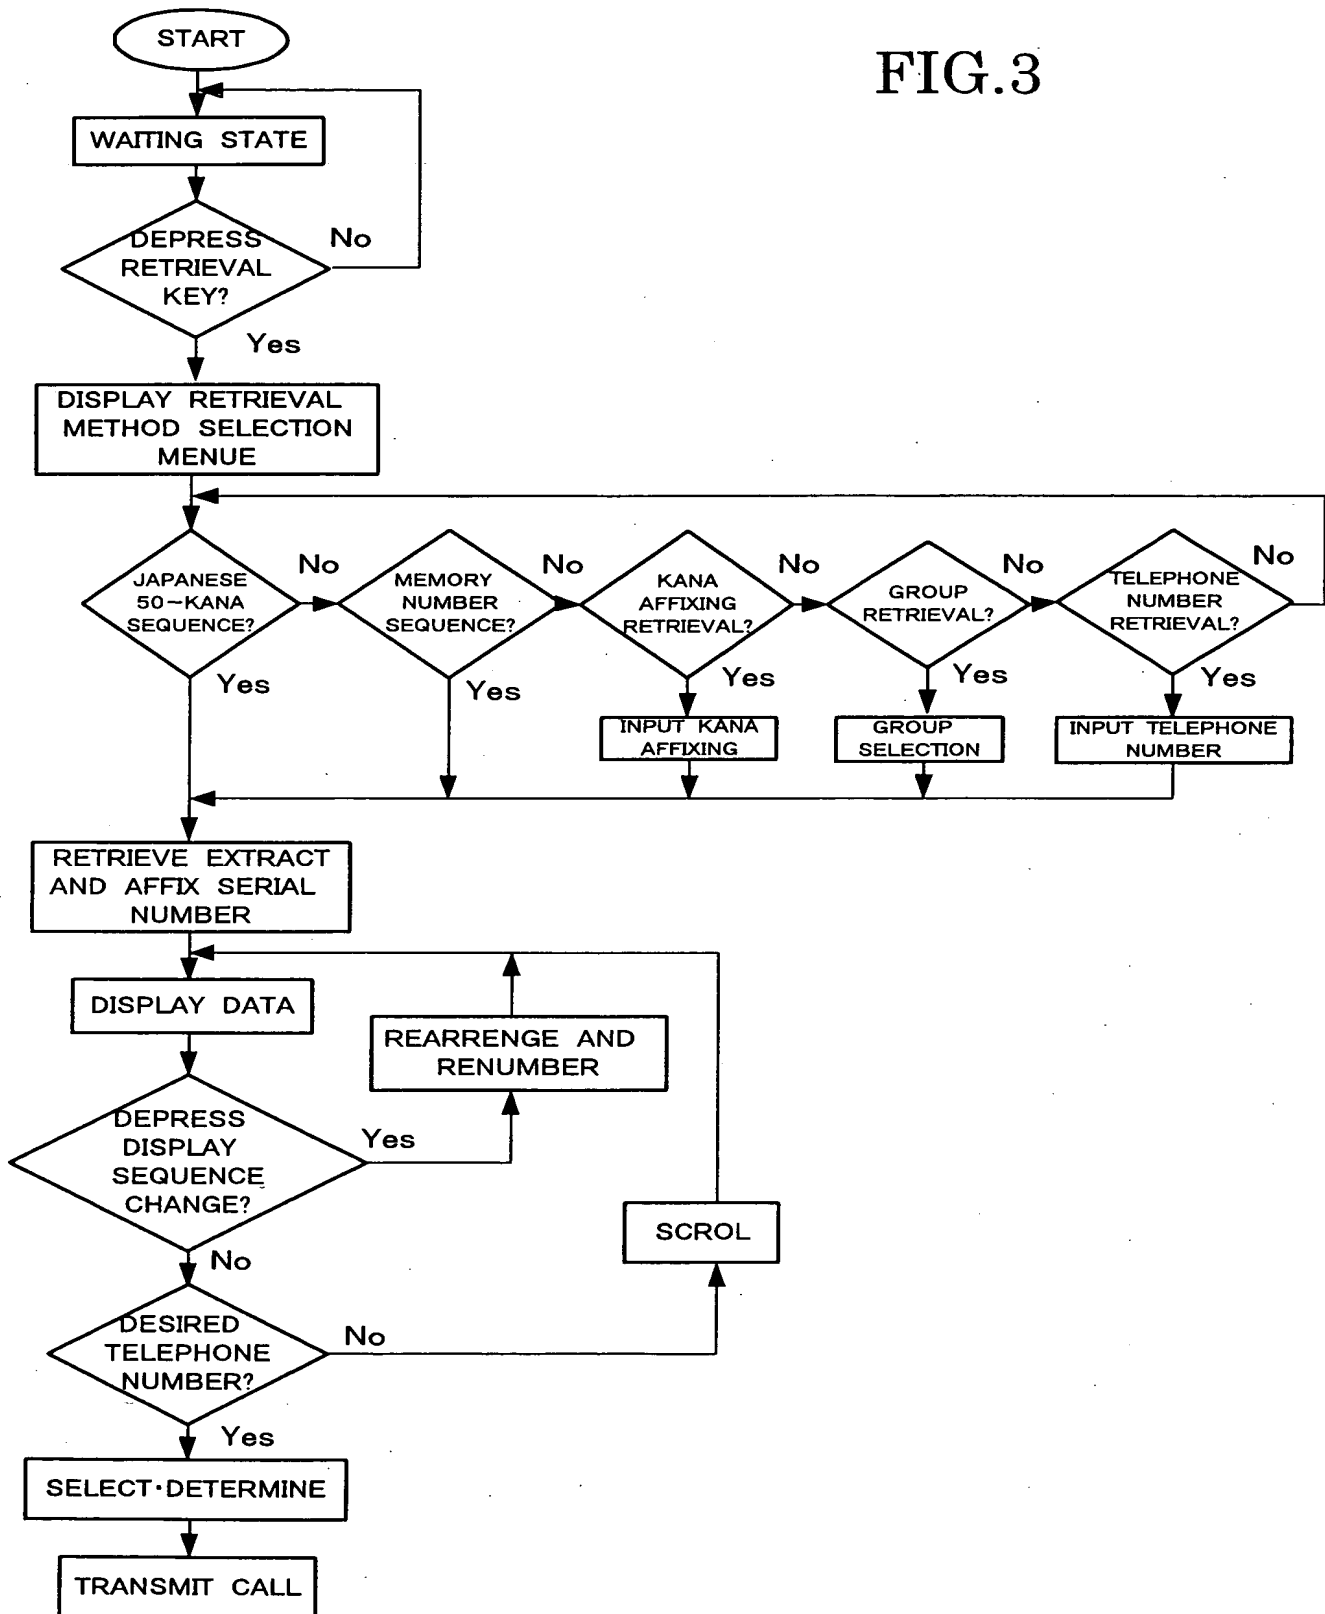 START
FIG.3
WAITING STATE
DEPRESS
RETRIEVAL
KEY?
No
Yes
DISPLAY RETRIEVAL
METHOD SELECTION
MENUE
JAPANESE
50-KANA
SEQUENCE?
No
Yes
MEMORY
NUMBER
SEQUENCE?
No
Yes
KANA
AFFIXING
RETRIEVAL?
No
Yes
GROUP
RETRIEVAL?
No
Yes
TELEPHONE
NUMBER
RETRIEVAL?
No
Yes
INPUT KANA
AFFIXING
GROUP
SELECTION
INPUT TELEPHONE
NUMBER
RETRIEVE EXTRACT
AND AFFIX SERIAL
NUMBER
DISPLAY DATA
REARRENGE AND
RENUMBER
DEPRESS
DISPLAY
SEQUENCE
CHANGE?
Yes
No
SCROL
DESIRED
TELEPHONE
NUMBER?
No
Yes
SELECT·DETERMINE
TRANSMIT CALL